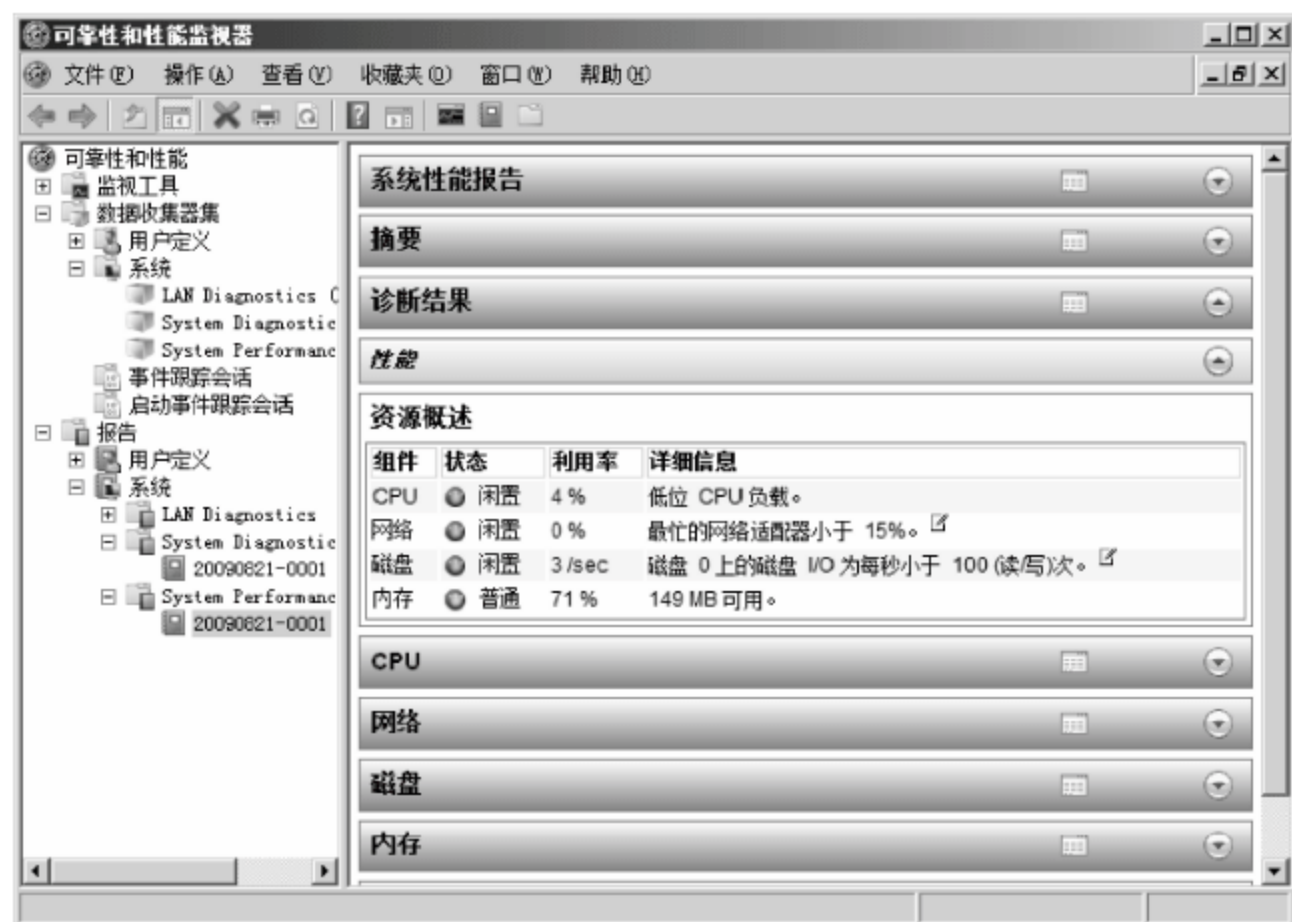 可靠性和性能监视器
文件(F) 操作(A) 查看(V) 收藏夹(O) 窗口(W) 帮助(H)
可靠性和性能
监视工具
数据收集器集
用户定义
系统
LAN Diagnostics C
System Diagnostic
System Performanc
事件跟踪会话
启动事件跟踪会话
报告
用户定义
系统
LAN Diagnostics
System Diagnostic
20090821-0001
System Performanc
20090821-0001
系统性能报告
摘要
诊断结果
性能
资源概述
组件 状态 利用率 详细信息
CPU 闲置 4 % 低位 CPU 负载。
网络 闲置 0 % 最忙的网络适配器小于 15%。
磁盘 闲置 3 /sec 磁盘 0 上的磁盘 I/O 为每秒小于 100 (读/写)次。
内存 普通 71 % 149 MB 可用。
CPU
网络
磁盘
内存